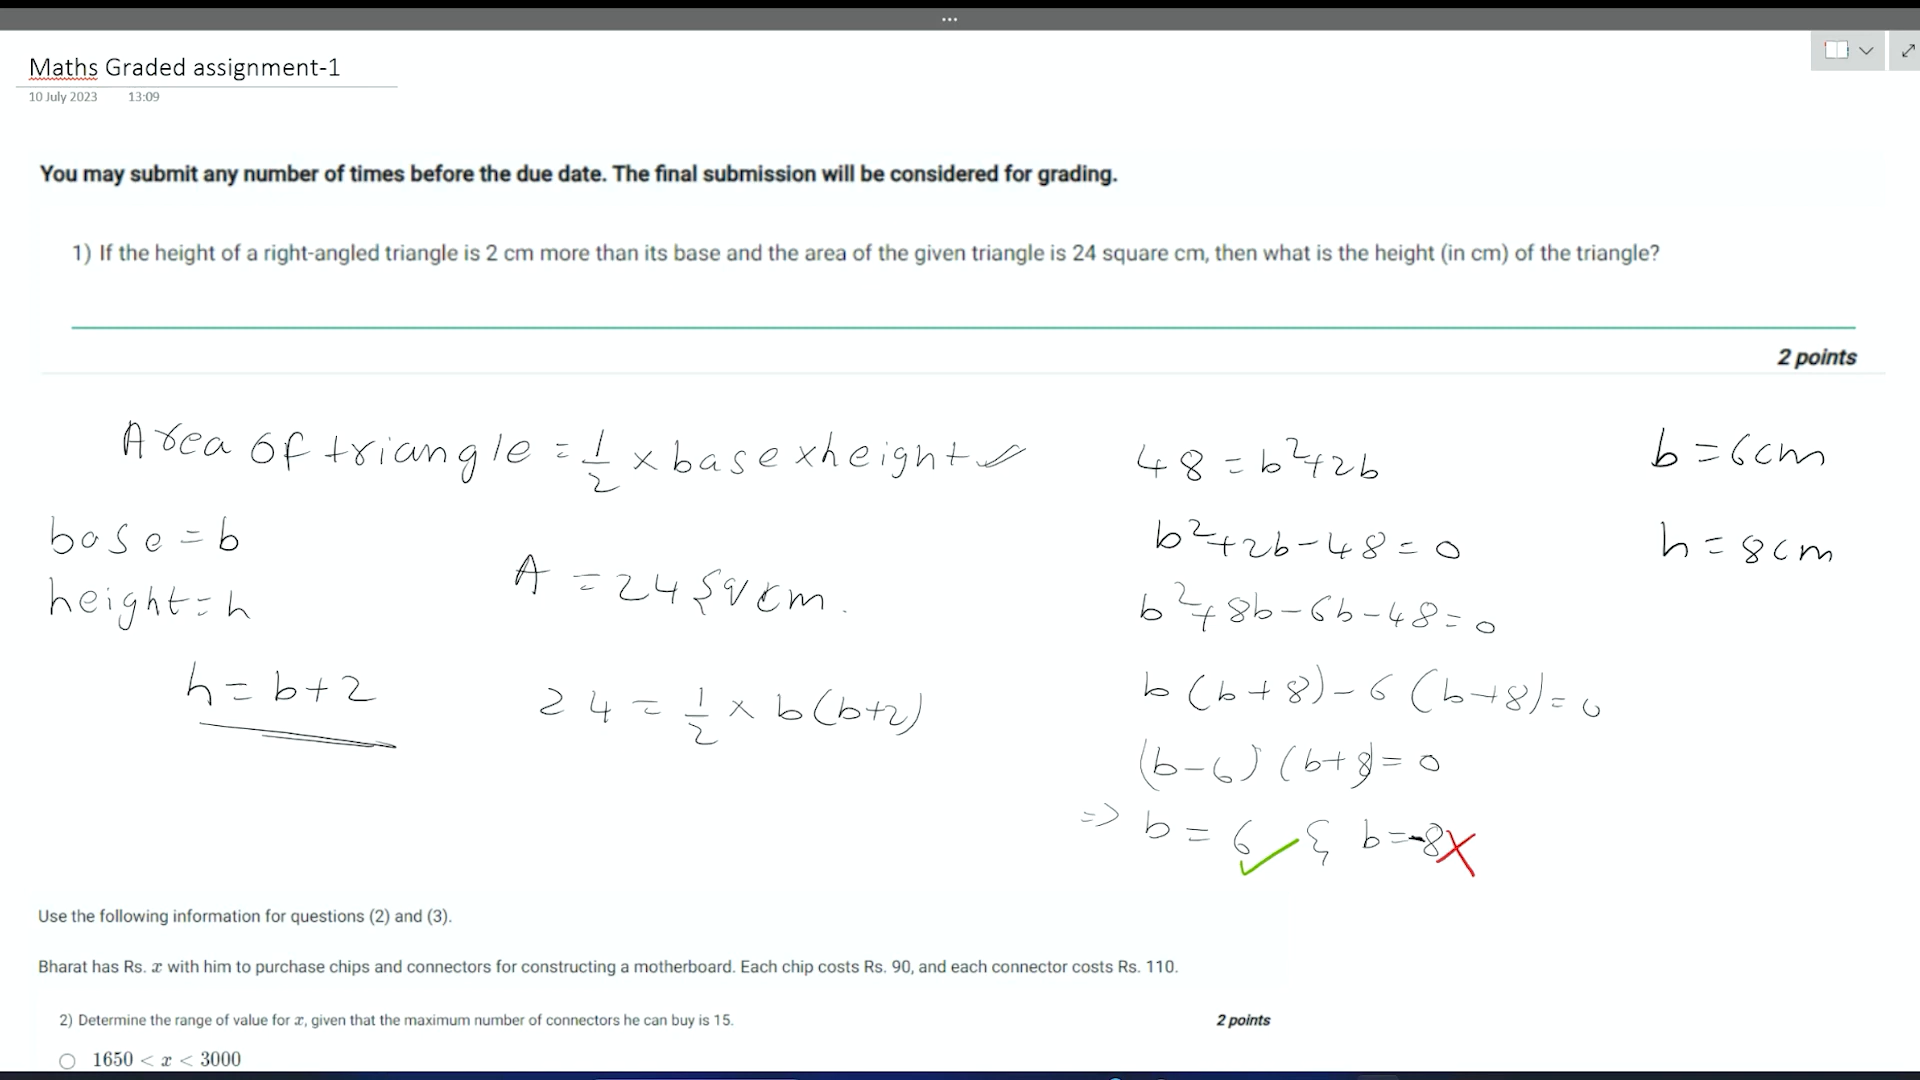 ...
Maths Graded assignment-1
10 July 2023 13:09
You may submit any number of times before the due date. The final submission will be considered for grading.
1) If the height of a right-angled triangle is 2 cm more than its base and the area of the given triangle is 24 square cm, then what is the height (in cm) of the triangle?
2 points
Area of triangle = 1/2 × base × height
base = b
height = h
h = b+2
A = 24 sq cm.
24 = 1/2 × b(b+2)
48 = b²+2b
b²+2b-48=0
b²+8b-6b-48=0
b(b+8)-6(b+8)=0
(b-6)(b+8)=0
=> b = 6 & b=-8
b=6cm
h=8cm
Use the following information for questions (2) and (3).
Bharat has Rs. x with him to purchase chips and connectors for constructing a motherboard. Each chip costs Rs. 90, and each connector costs Rs. 110.
2) Determine the range of value for x, given that the maximum number of connectors he can buy is 15.
2 points
1650 < x < 3000